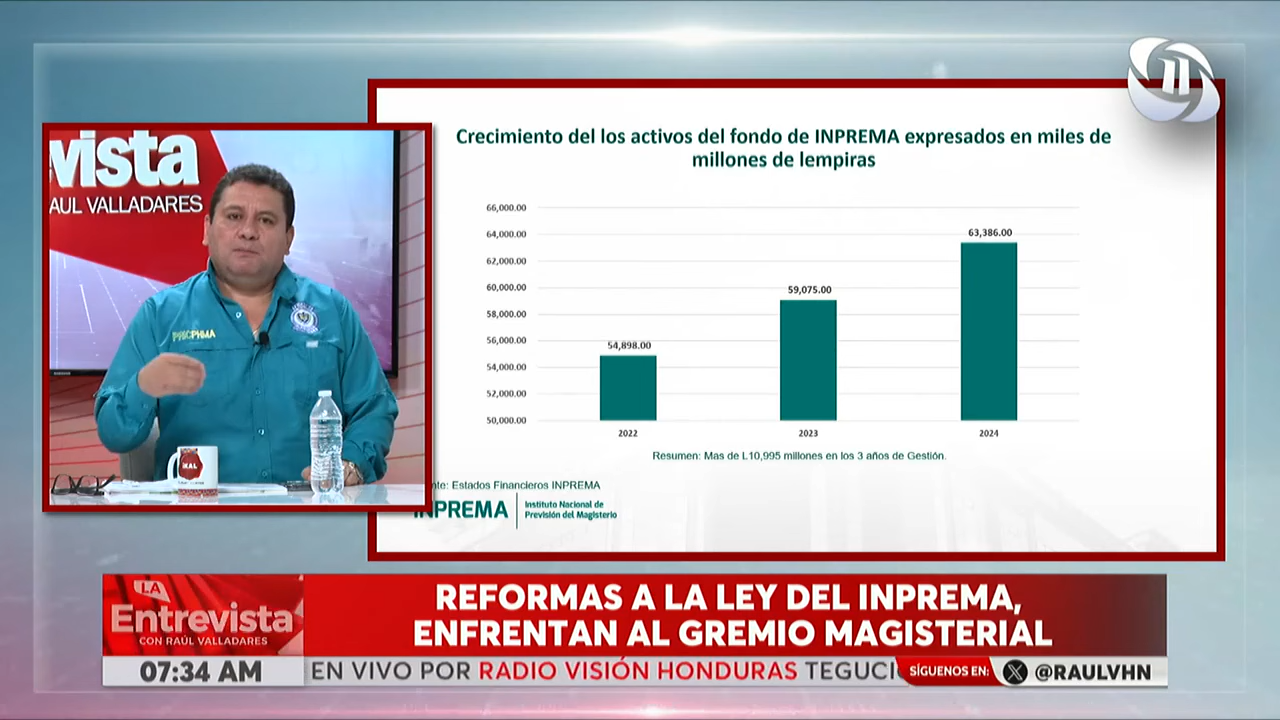 vista
AUL VALLADARES
PHMA
Crecimiento del los activos del fondo de INPREMA expresados en miles de
millones de lempiras
66,000.00
64,000.00
62,000.00
60,000.00
58,000.00
56,000.00
54,000.00
52,000.00
50,000.00
54,898.00
59,075.00
63,386.00
2022
2023
2024
Resumen: Mas de L10,995 millones en los 3 años de Gestión.
nte: Estados Financieros INPREMA
INPREMA
Instituto Nacional de
Previsión del Magisterio
LA
Entrevista
CON RAÚL VALLADARES
REFORMAS A LA LEY DEL INPREMA,
ENFRENTAN AL GREMIO MAGISTERIAL
07:34 AM
EN VIVO POR RADIO VISIÓN HONDURAS TEGUCI
SÍGUENOS EN:
@RAULVHN